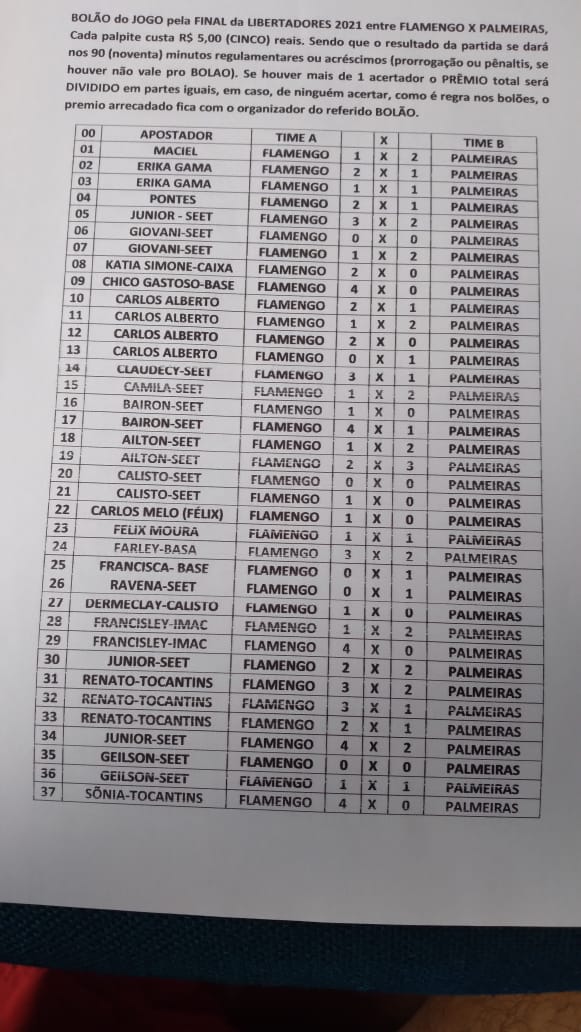 BOLÃO do JOGO pela FINAL da LIBERTADORES 2021 entre FLAMENGO X PALMEIRAS,
Cada palpite custa R$ 5,00 (CINCO) reais. Sendo que o resultado da partida se dará
nos 90 (noventa) minutos regulamentares ou acréscimos (prorrogação ou pênaltis, se
houver não vale pro BOLAO). Se houver mais de 1 acertador o PRÊMIO total será
DIVIDIDO em partes iguais, em caso, de ninguém acertar, como é regra nos bolões, o
premio arrecadado fica com o organizador do referido BOLÃO.
00 APOSTADOR TIME A X TIME B
01 MACIEL FLAMENGO 1 X 2 PALMEIRAS
02 ERIKA GAMA FLAMENGO 2 X 1 PALMEIRAS
03 ERIKA GAMA FLAMENGO 1 X 1 PALMEIRAS
04 PONTES FLAMENGO 2 X 1 PALMEIRAS
05 JUNIOR - SEET FLAMENGO 3 X 2 PALMEIRAS
06 GIOVANI-SEET FLAMENGO 0 X 0 PALMEIRAS
07 GIOVANI-SEET FLAMENGO 1 X 2 PALMEIRAS
08 KATIA SIMONE-CAIXA FLAMENGO 2 X 0 PALMEIRAS
09 CHICO GASTOSO-BASE FLAMENGO 4 X 0 PALMEIRAS
10 CARLOS ALBERTO FLAMENGO 2 X 1 PALMEIRAS
11 CARLOS ALBERTO FLAMENGO 1 X 2 PALMEIRAS
12 CARLOS ALBERTO FLAMENGO 2 X 0 PALMEIRAS
13 CARLOS ALBERTO FLAMENGO 0 X 1 PALMEIRAS
14 CLAUDECY-SEET FLAMENGO 3 X 1 PALMEIRAS
15 CAMILA-SEET FLAMENGO 1 X 2 PALMEIRAS
16 BAIRON-SEET FLAMENGO 1 X 0 PALMEIRAS
17 BAIRON-SEET FLAMENGO 4 X 1 PALMEIRAS
18 AILTON-SEET FLAMENGO 1 X 2 PALMEIRAS
19 AILTON-SEET FLAMENGO 2 X 3 PALMEIRAS
20 CALISTO-SEET FLAMENGO 0 X 0 PALMEIRAS
21 CALISTO-SEET FLAMENGO 1 X 0 PALMEIRAS
22 CARLOS MELO (FÉLIX) FLAMENGO 1 X 0 PALMEIRAS
23 FELIX MOURA FLAMENGO 1 X 1 PALMEIRAS
24 FARLEY-BASA FLAMENGO 3 X 2 PALMEIRAS
25 FRANCISCA- BASE FLAMENGO 0 X 1 PALMEIRAS
26 RAVENA-SEET FLAMENGO 0 X 1 PALMEIRAS
27 DERMECLAY-CALISTO FLAMENGO 1 X 0 PALMEIRAS
28 FRANCISLEY-IMAC FLAMENGO 1 X 2 PALMEIRAS
29 FRANCISLEY-IMAC FLAMENGO 4 X 0 PALMEIRAS
30 JUNIOR-SEET FLAMENGO 2 X 2 PALMEIRAS
31 RENATO-TOCANTINS FLAMENGO 3 X 2 PALMEIRAS
32 RENATO-TOCANTINS FLAMENGO 3 X 1 PALMEIRAS
33 RENATO-TOCANTINS FLAMENGO 2 X 1 PALMEIRAS
34 JUNIOR-SEET FLAMENGO 4 X 2 PALMEIRAS
35 GEILSON-SEET FLAMENGO 0 X 0 PALMEIRAS
36 GEILSON-SEET FLAMENGO 1 X 1 PALMEIRAS
37 SÕNIA-TOCANTINS FLAMENGO 4 X 0 PALMEIRAS